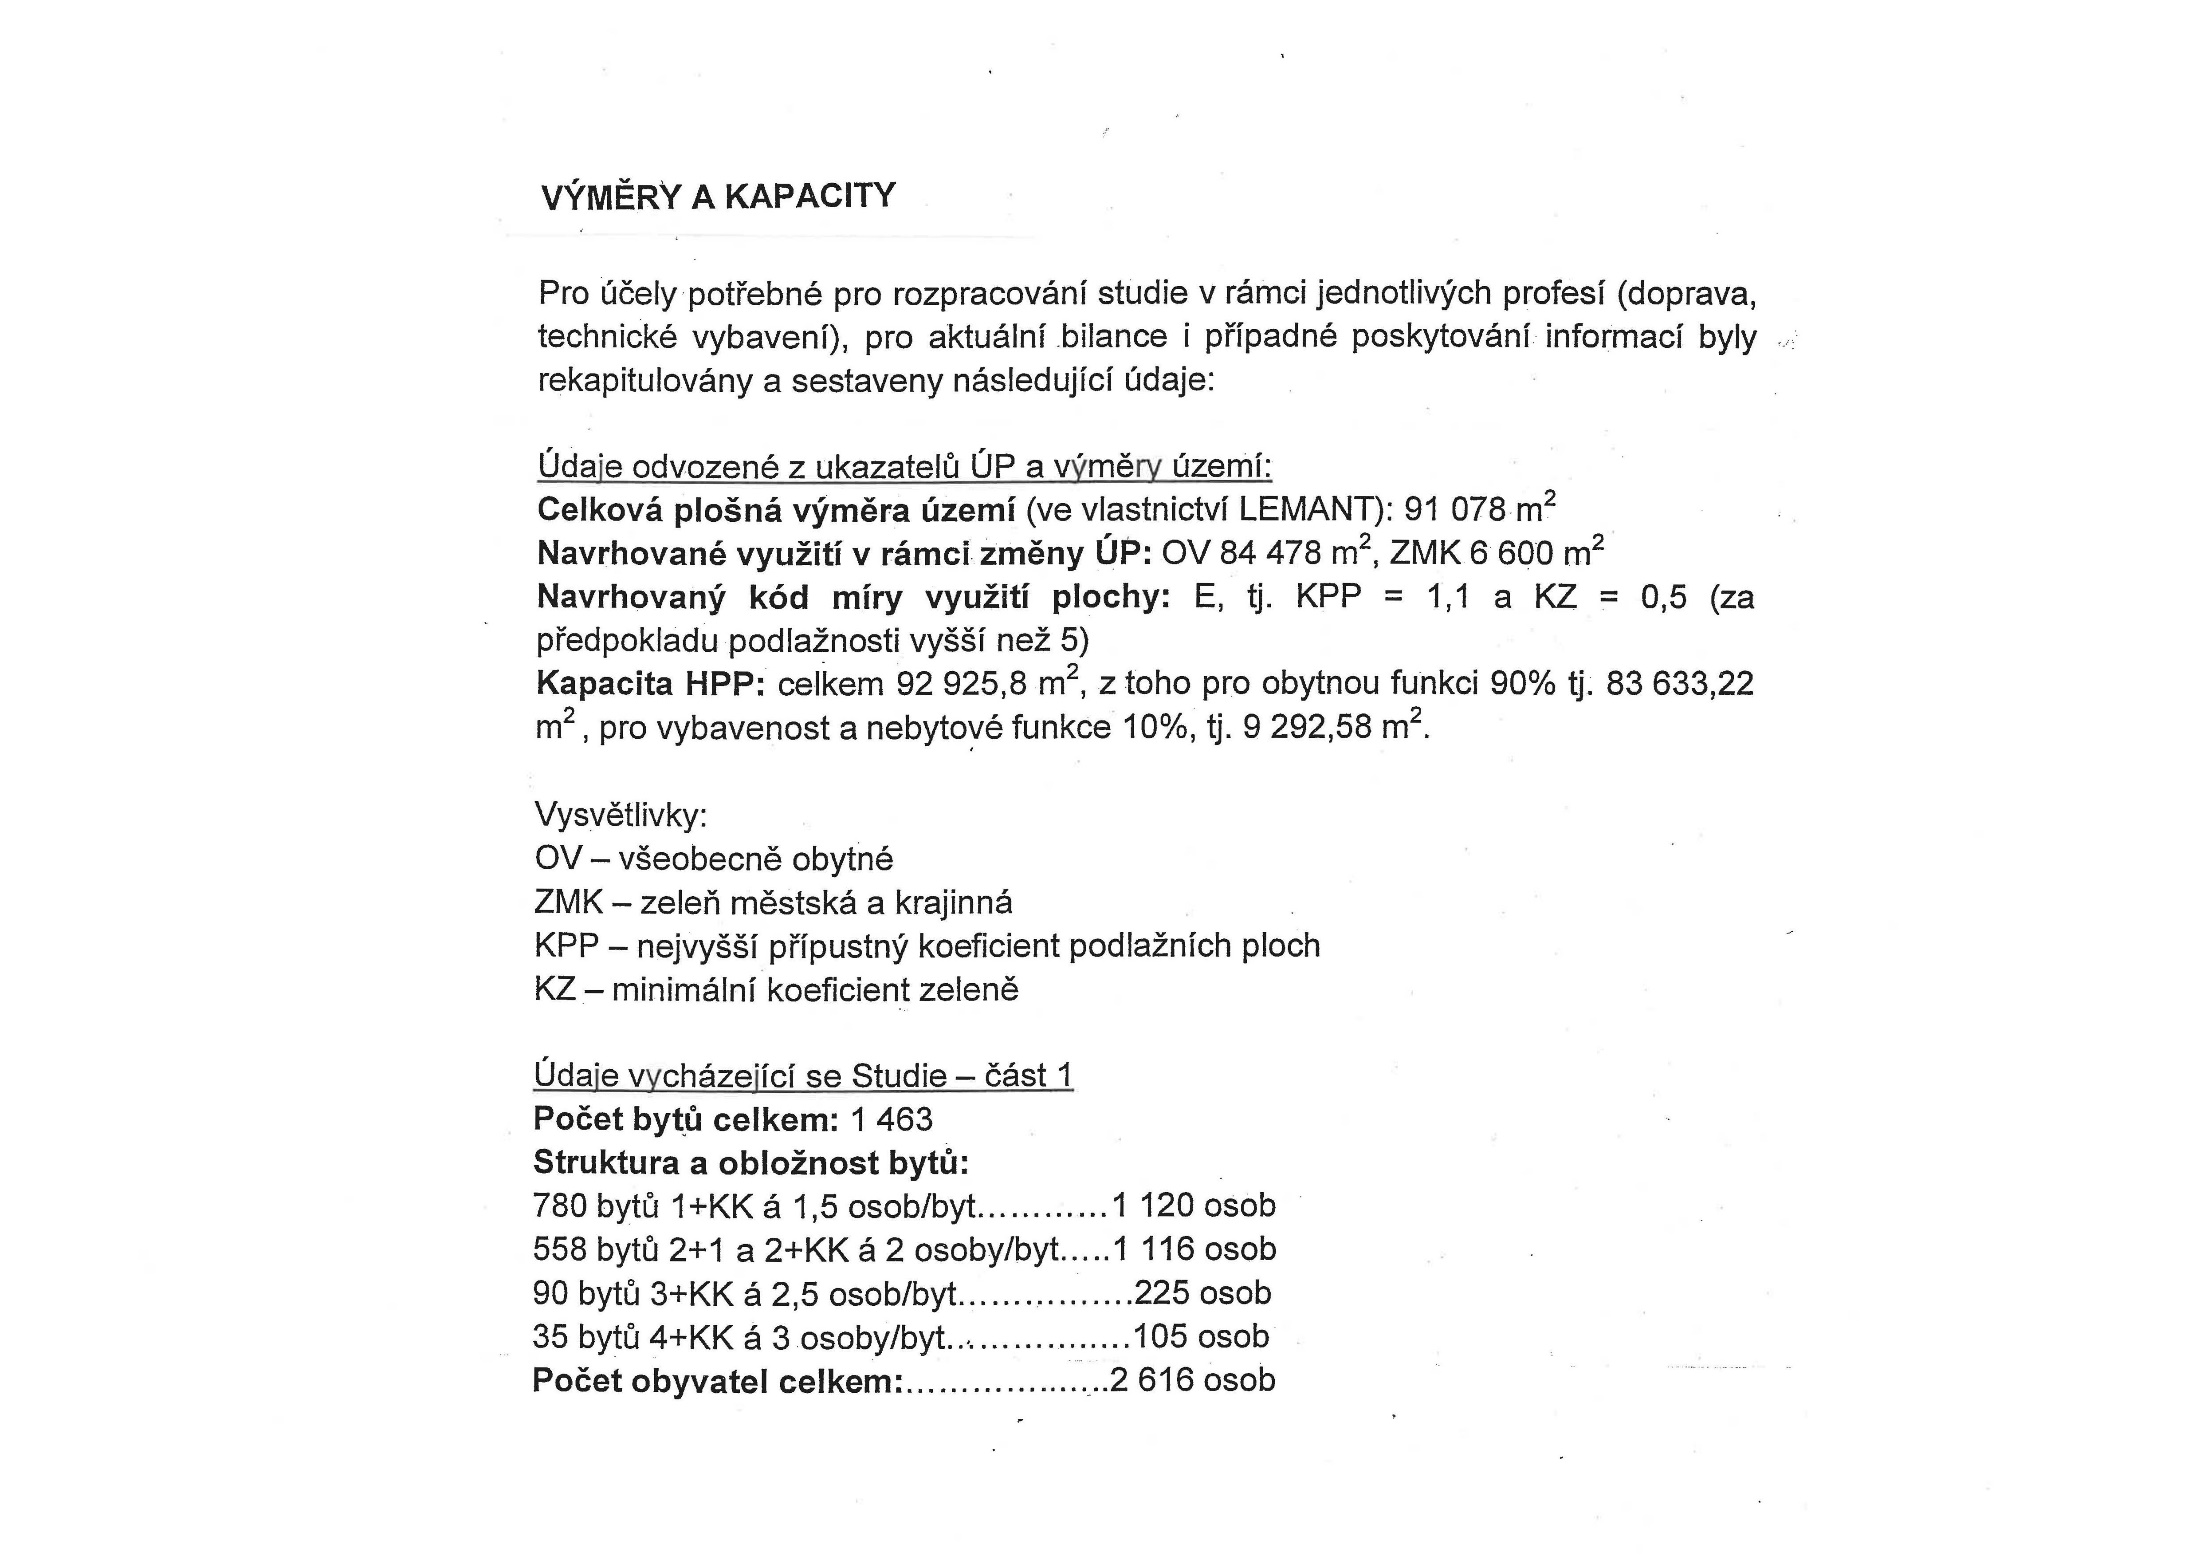 VÝMĚRY A KAPACITY
Pro účely potřebné pro rozpracování studie v rámci jednotlivých profesí (doprava,
technické vybavení), pro aktuální bilance i případné poskytování informací byly
rekapitulovány a sestaveny následující údaje:
Údaje odvozené z ukazatelů ÚP a výměry území:
Celková plošná výměra území (ve vlastnictví LEMANT): 91 078 m²
Navrhované využití v rámci změny ÚP: OV 84 478 m², ZMK 6 600 m²
Navrhovaný kód míry využití plochy: E, tj. KPP = 1,1 a KZ = 0,5 (za
předpokladu podlažnosti vyšší než 5)
Kapacita HPP: celkem 92 925,8 m², z toho pro obytnou funkci 90% tj. 83 633,22
m² , pro vybavenost a nebytové funkce 10%, tj. 9 292,58 m².
Vysvětlivky:
OV – všeobecně obytné
ZMK – zeleň městská a krajinná
KPP – nejvyšší přípustný koeficient podlažních ploch
KZ – minimální koeficient zeleně
Údaje vycházející se Studie – část 1
Počet bytů celkem: 1 463
Struktura a obložnost bytů:
780 bytů 1+KK á 1,5 osob/byt............1 120 osob
558 bytů 2+1 a 2+KK á 2 osoby/byt.....1 116 osob
90 bytů 3+KK á 2,5 osob/byt................225 osob
35 bytů 4+KK á 3 osoby/byt.................105 osob
Počet obyvatel celkem:...................2 616 osob